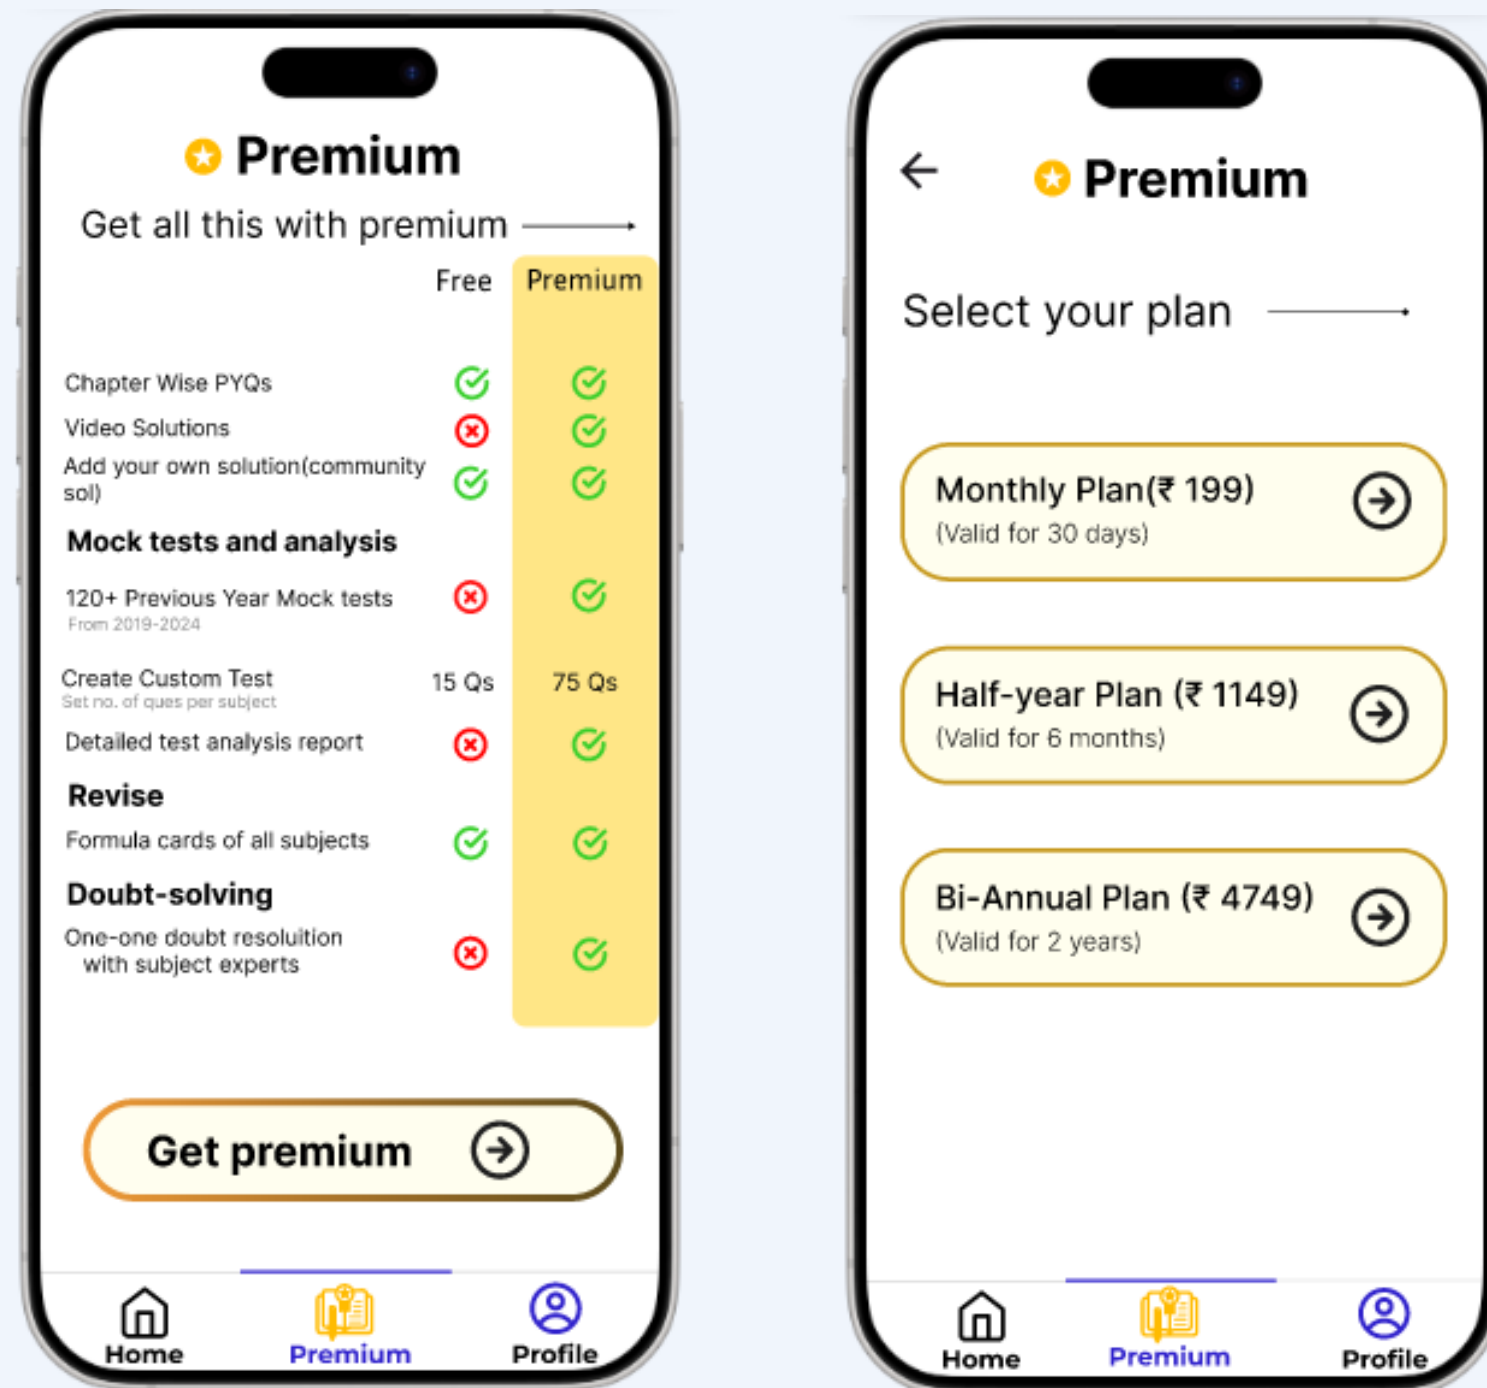 Premium
Get all this with premium
Free Premium
Chapter Wise PYQs
Video Solutions
Add your own solution(community
sol)
Mock tests and analysis
120+ Previous Year Mock tests
From 2019-2024
Create Custom Test 15 Qs 75 Qs
Set no. of ques per subject
Detailed test analysis report
Revise
Formula cards of all subjects
Doubt-solving
One-one doubt resoluition
with subject experts
Get premium
Home Premium Profile
Premium
Select your plan
Monthly Plan(₹ 199)
(Valid for 30 days)
Half-year Plan (₹ 1149)
(Valid for 6 months)
Bi-Annual Plan (₹ 4749)
(Valid for 2 years)
Home Premium Profile